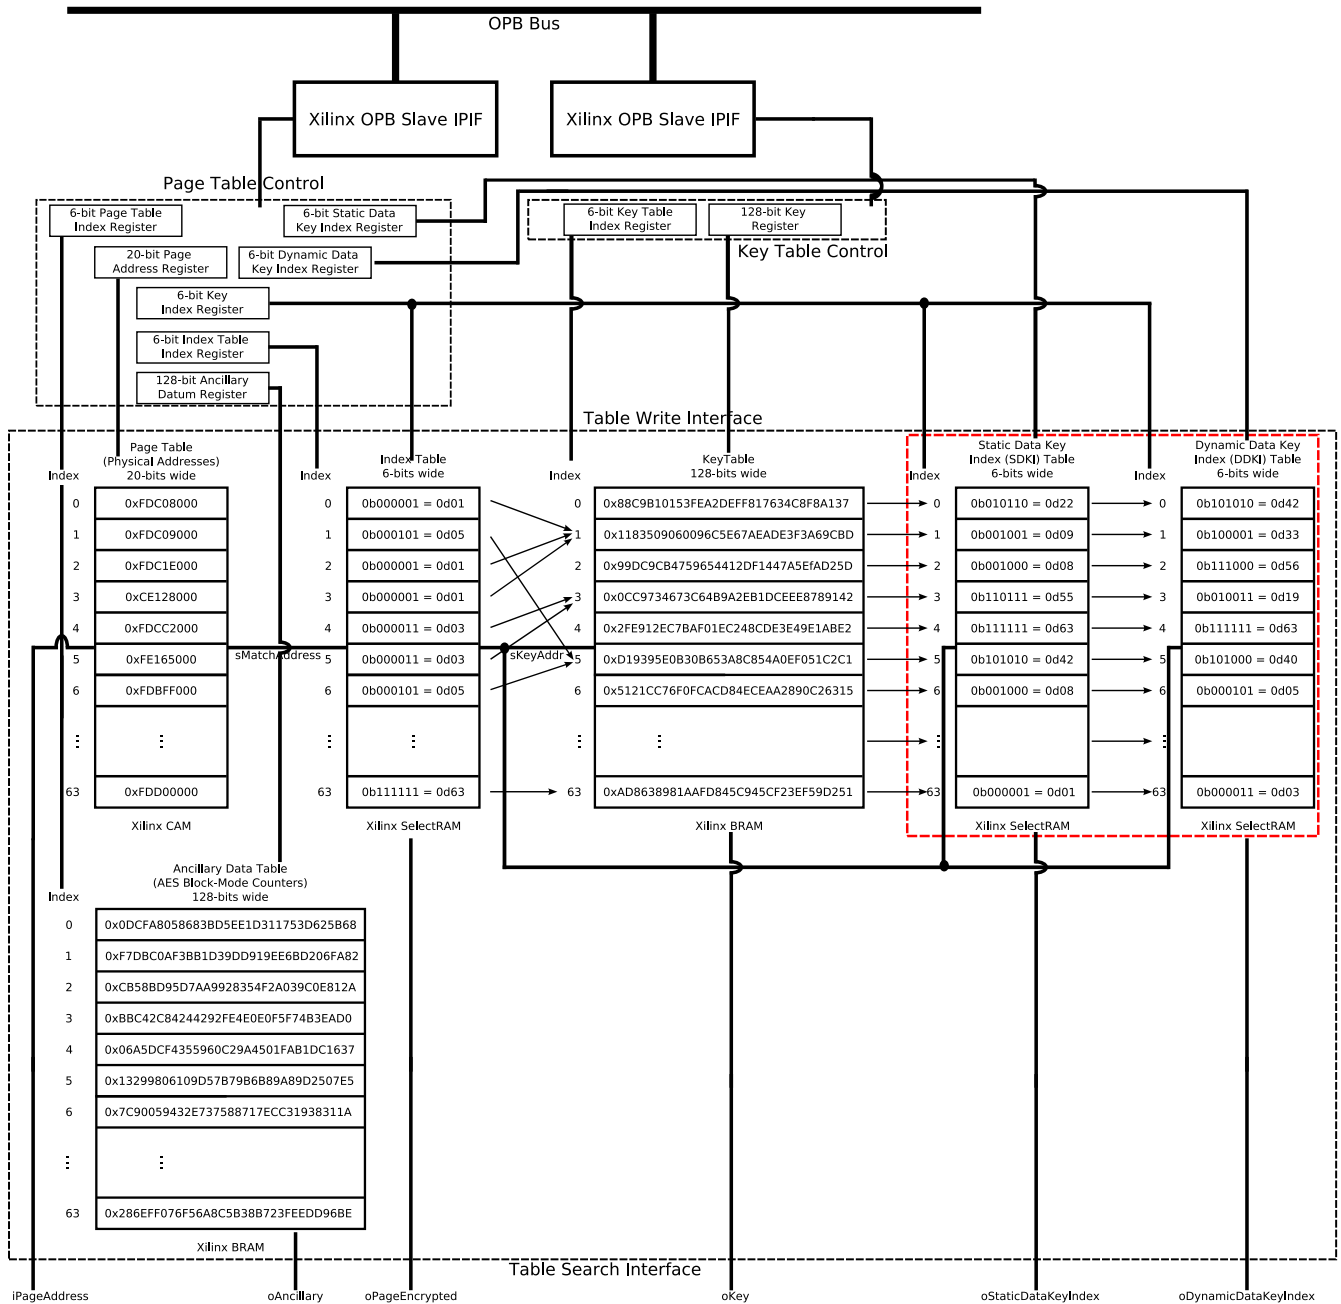 OPB Bus
Xilinx OPB Slave IPIF
Xilinx OPB Slave IPIF
Page Table Control
6-bit Page Table
Index Register
6-bit Static Data
Key Index Register
20-bit Page
Address Register
6-bit Dynamic Data
Key Index Register
6-bit Key
Index Register
6-bit Index Table
Index Register
128-bit Ancillary
Datum Register
6-bit Key Table
Index Register
128-bit Key
Register
Key Table Control
Table Write Interface
Page Table
(Physical Addresses)
20-bits wide
Index
0 0xFDC08000
1 0xFDC09000
2 0xFDC1E000
3 0xCE128000
4 0xFDCC2000
5 0xFE165000
6 0xFDBFF000
⋮ ⋮
63 0xFDD00000
Xilinx CAM
sMatchAddress
Index Table
6-bits wide
Index
0 0b000001 = 0d01
1 0b000101 = 0d05
2 0b000001 = 0d01
3 0b000001 = 0d01
4 0b000011 = 0d03
5 0b000011 = 0d03
6 0b000101 = 0d05
⋮ ⋮
63 0b111111 = 0d63
Xilinx SelectRAM
sKeyAddr
KeyTable
128-bits wide
Index
0 0x88C9B10153FEA2DEFF817634C8F8A137
1 0x1183509060096C5E67AEADE3F3A69CBD
2 0x99DC9CB4759654412DF1447A5EfAD25D
3 0x0CC9734673C64B9A2EB1DCEEE8789142
4 0x2FE912EC7BAF01EC248CDE3E49E1ABE2
5 0xD19395E0B30B653A8C854A0EF051C2C1
6 0x5121CC76F0FCACD84ECEAA2890C26315
⋮ ⋮
63 0xAD8638981AAFD845C945CF23EF59D251
Xilinx BRAM
Static Data Key
Index (SDKI) Table
6-bits wide
Index
0 0b010110 = 0d22
1 0b001001 = 0d09
2 0b001000 = 0d08
3 0b110111 = 0d55
4 0b111111 = 0d63
5 0b101010 = 0d42
6 0b001000 = 0d08
⋮
63 0b000001 = 0d01
Xilinx SelectRAM
Dynamic Data Key
Index (DDKI) Table
6-bits wide
Index
0 0b101010 = 0d42
1 0b100001 = 0d33
2 0b111000 = 0d56
3 0b010011 = 0d19
4 0b111111 = 0d63
5 0b101000 = 0d40
6 0b000101 = 0d05
⋮
63 0b000011 = 0d03
Xilinx SelectRAM
Ancillary Data Table
(AES Block-Mode Counters)
128-bits wide
Index
0 0x0DCFA8058683BD5EE1D311753D625B68
1 0xF7DBC0AF3BB1D39DD919EE6BD206FA82
2 0xCB58BD95D7AA9928354F2A039C0E812A
3 0xBBC42C84244292FE4E0E0F5F74B3EAD0
4 0x06A5DCF4355960C29A4501FAB1DC1637
5 0x13299806109D57B79B6B89A89D2507E5
6 0x7C90059432E737588717ECC31938311A
⋮ ⋮
63 0x286EFF076F56A8C5B38B723FEEDD96BE
Xilinx BRAM
Table Search Interface
iPageAddress
oAncillary
oPageEncrypted
oKey
oStaticDataKeyIndex
oDynamicDataKeyIndex